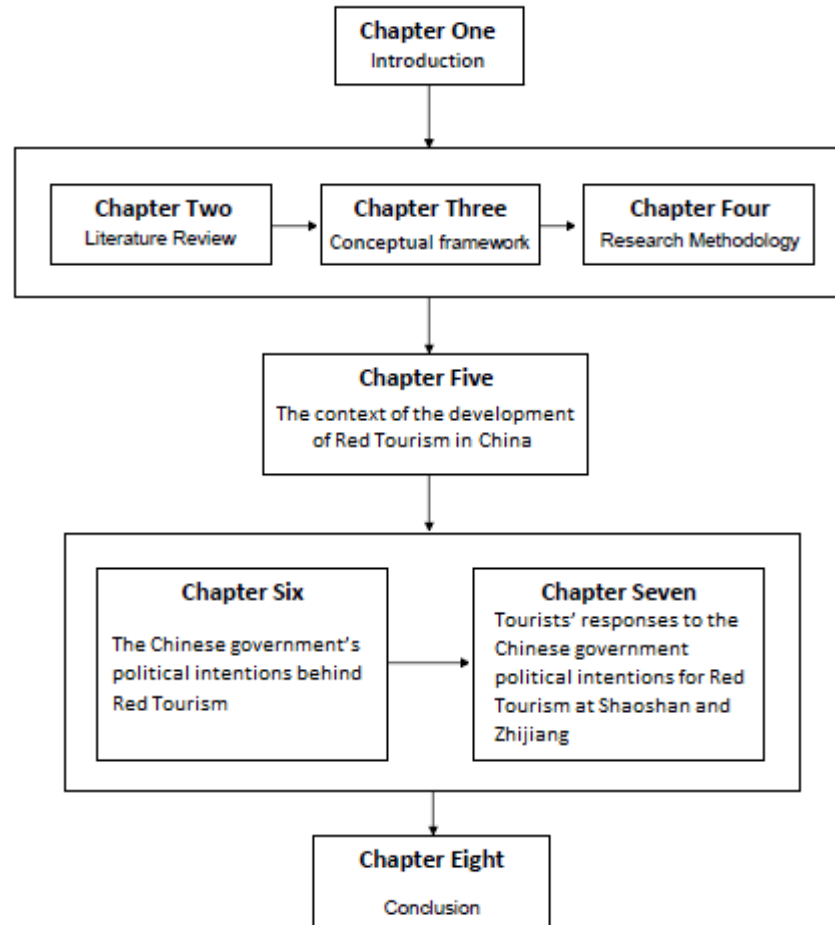 Chapter One
Introduction
Chapter Two
Literature Review
Chapter Three
Conceptual framework
Chapter Four
Research Methodology
Chapter Five
The context of the development
of Red Tourism in China
Chapter Six
The Chinese government’s
political intentions behind
Red Tourism
Chapter Seven
Tourists’ responses to the
Chinese government
political intentions for Red
Tourism at Shaoshan and
Zhijiang
Chapter Eight
Conclusion